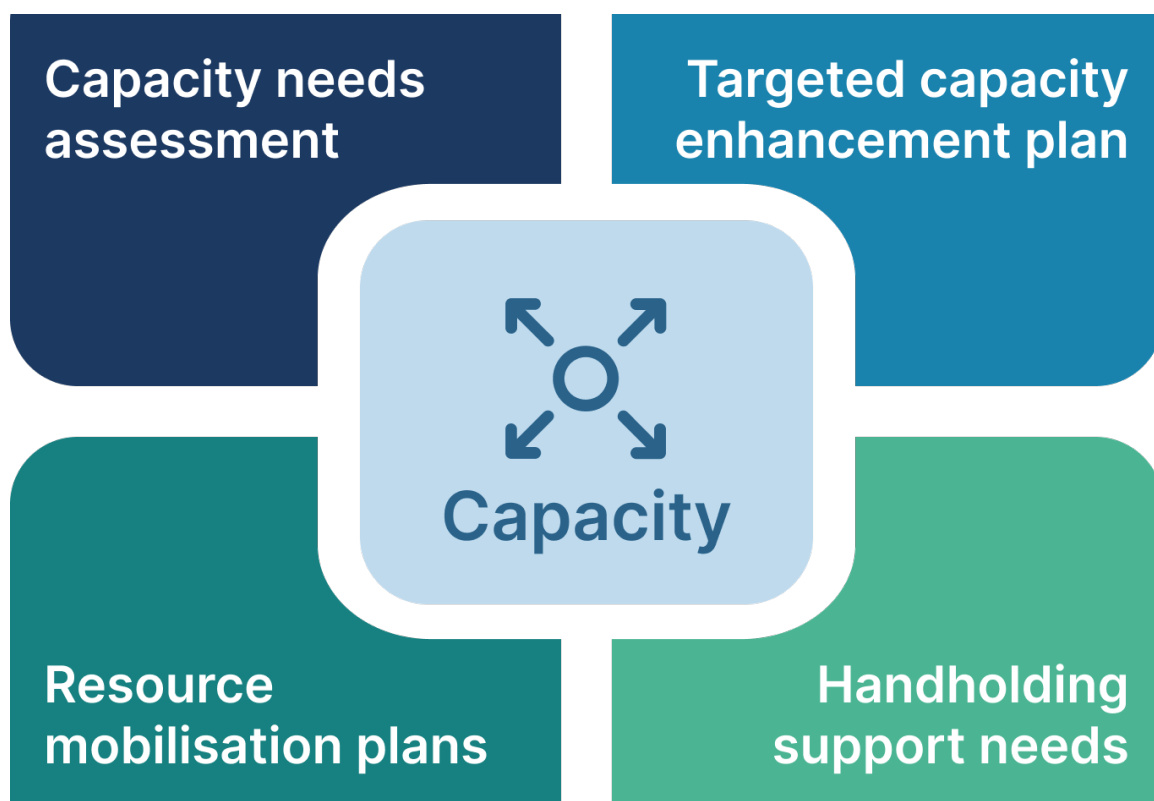 Capacity needs
assessment
Targeted capacity
enhancement plan
Capacity
Resource
mobilisation plans
Handholding
support needs